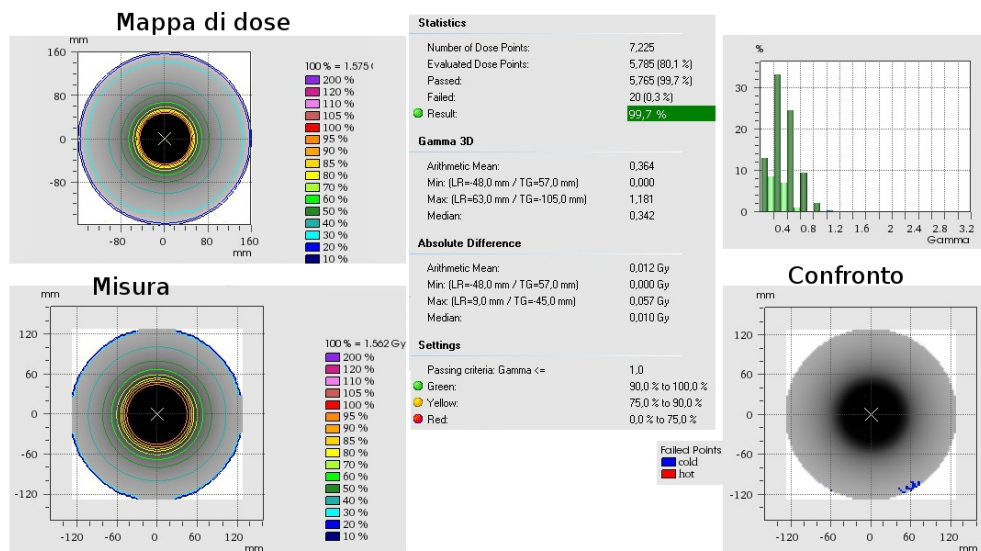 Mappa di dose
mm
160
80
0
-80
-80 0 80 160
mm
100 % = 1.575
200 %
120 %
110 %
105 %
100 %
95 %
90 %
85 %
80 %
70 %
60 %
50 %
40 %
30 %
20 %
10 %
Misura
mm
120
60
0
-60
-120
-120 -60 0 60 120
mm
100 % = 1.562 Gy
200 %
120 %
110 %
105 %
100 %
95 %
90 %
85 %
80 %
70 %
60 %
50 %
40 %
30 %
20 %
10 %
Statistics
Number of Dose Points: 7,225
Evaluated Dose Points: 5,785 (80,1 %)
Passed: 5,765 (99,7 %)
Failed: 20 (0,3 %)
Result: 99,7 %
Gamma 3D
Arithmetic Mean: 0,364
Min: (LR=-48,0 mm / TG=57,0 mm) 0,000
Max: (LR=63,0 mm / TG=-105,0 mm) 1,181
Median: 0,342
Absolute Difference
Arithmetic Mean: 0,012 Gy
Min: (LR=-48,0 mm / TG=57,0 mm) 0,000 Gy
Max: (LR=9,0 mm / TG=-45,0 mm) 0,057 Gy
Median: 0,010 Gy
Settings
Passing criteria: Gamma <= 1,0
Green: 90,0 % to 100,0 %
Yellow: 75,0 % to 90,0 %
Red: 0,0 % to 75,0 %
%
30
20
10
0
0.4 0.8 1.2 1.6 2 2.4 2.8 3.2
Gamma
Confronto
mm
120
60
0
-60
-120
-120 -60 0 60 120
mm
Failed Points
cold
hot